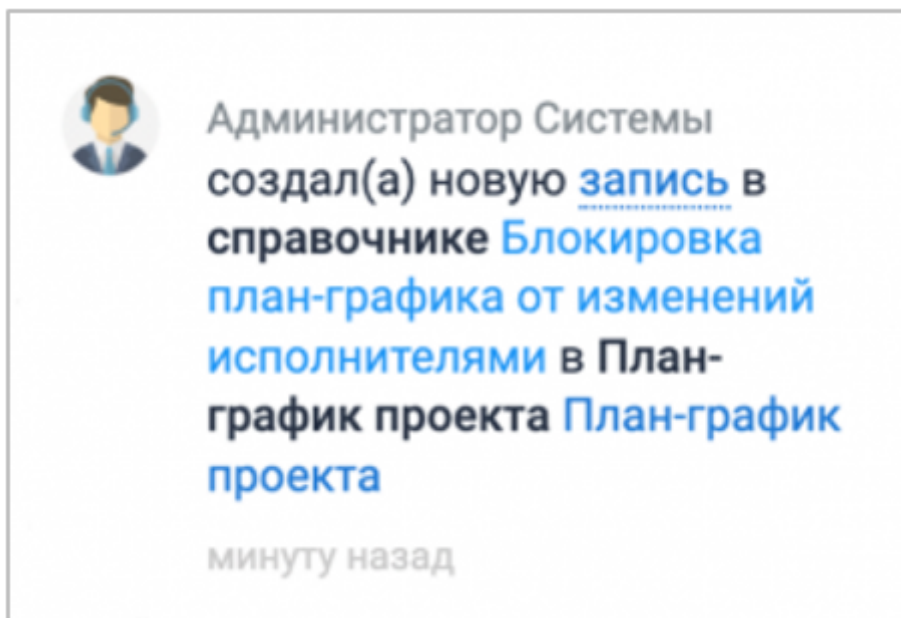 Администратор Системы
создал(а) новую запись в
справочнике Блокировка
план-графика от изменений
исполнителями в План-
график проекта План-график
проекта
минуту назад